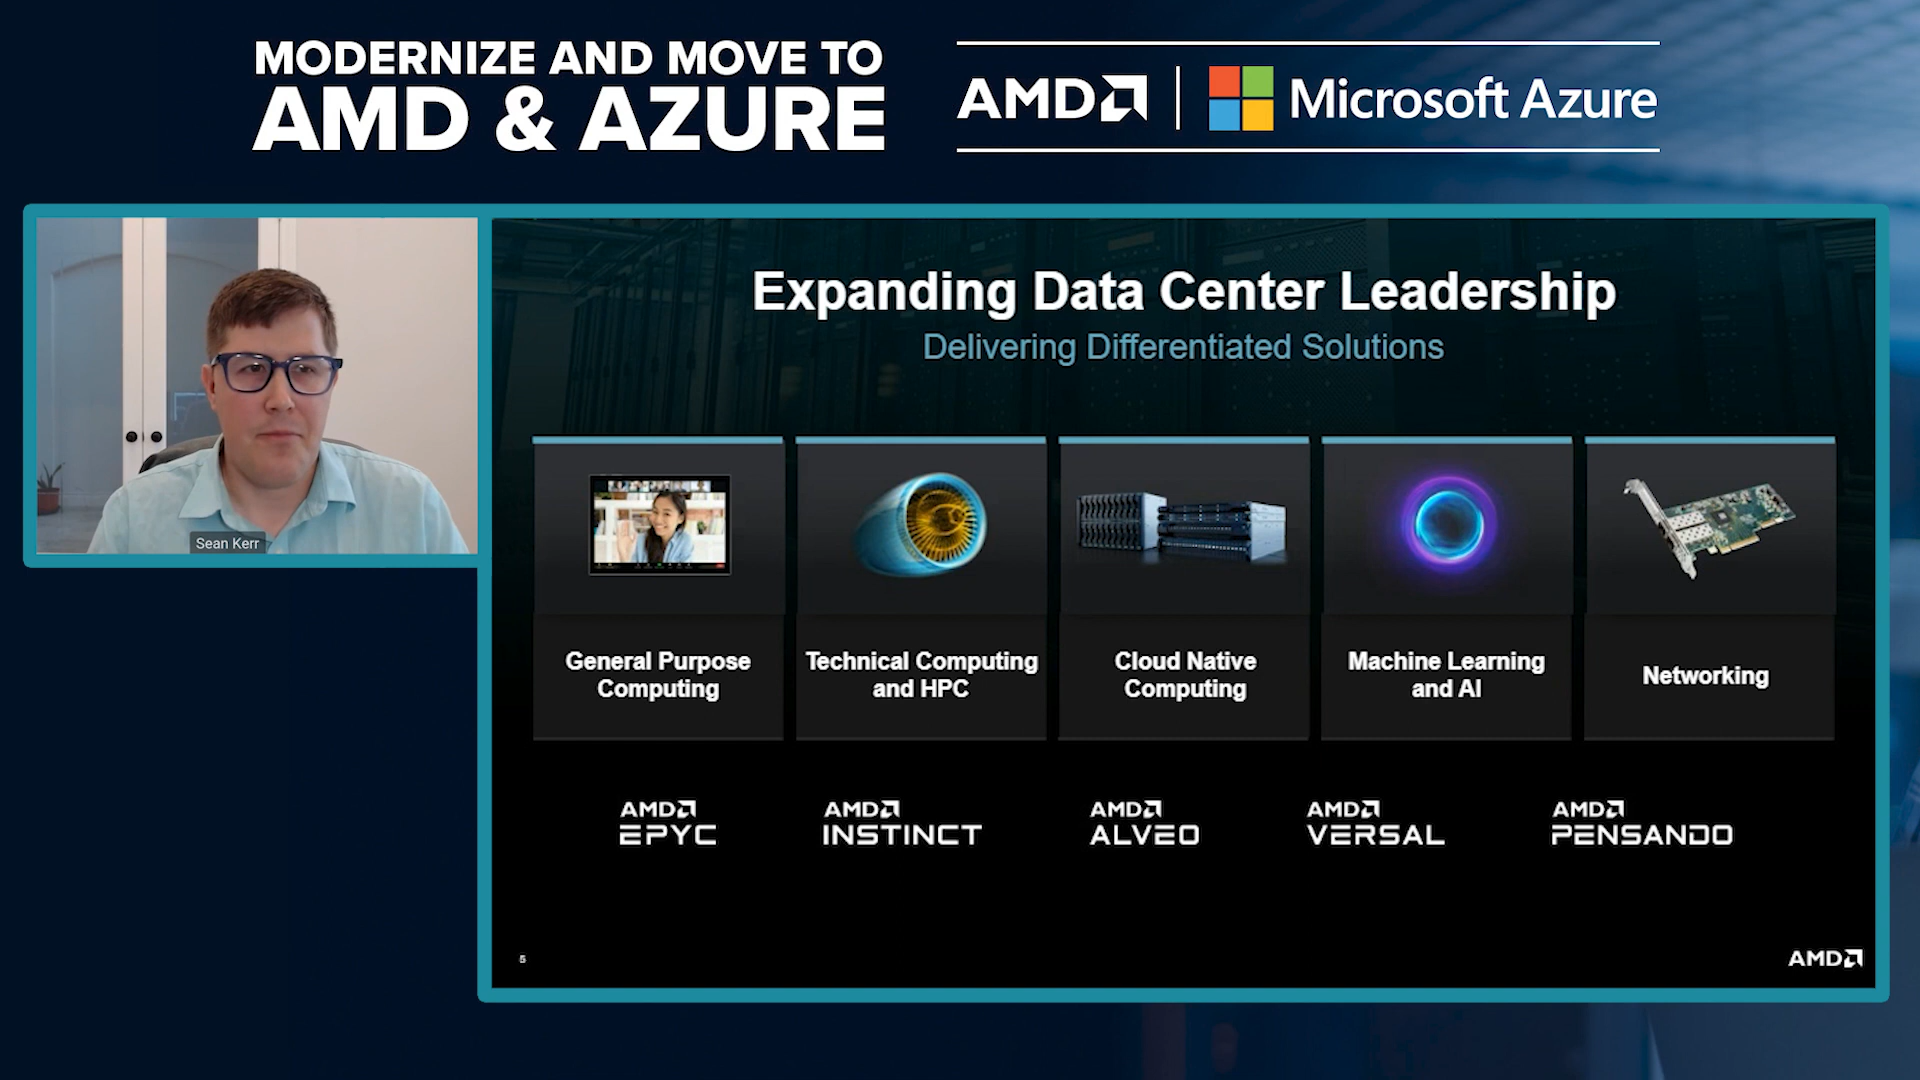 MODERNIZE AND MOVE TO
AMD & AZURE
AMD
Microsoft Azure
Sean Kerr
Expanding Data Center Leadership
Delivering Differentiated Solutions
General Purpose
Computing
Technical Computing
and HPC
Cloud Native
Computing
Machine Learning
and AI
Networking
AMD
EPYC
AMD
INSTINCT
AMD
ALVEO
AMD
VERSAL
AMD
PENSANDO
5
AMD